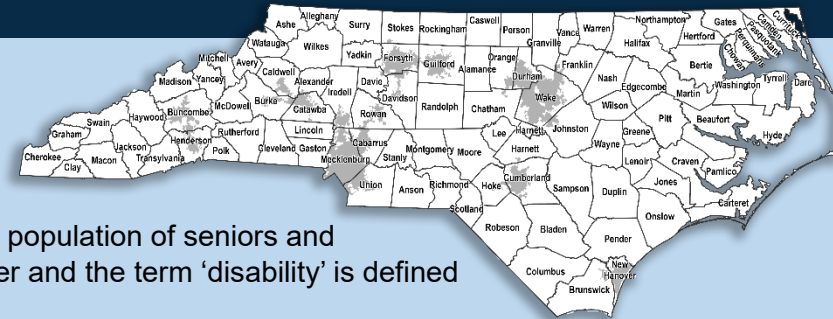 Alleghany
Ashe
Surry
Stokes
Rockingham
Caswell
Person
Granville
Vance
Warren
Northampton
Gates
Hertford
Halifax
Camden
Currituck
Pasquotank
Perquimans
Chowan
Watauga
Wilkes
Yadkin
Forsyth
Guilford
Alamance
Orange
Durham
Franklin
Nash
Bertie
Mitchell
Avery
Caldwell
Alexander
Iredell
Davie
Davidson
Randolph
Chatham
Wake
Edgecombe
Martin
Washington
Tyrrell
Dare
Madison
Yancey
Burke
Catawba
Rowan
Wilson
Pitt
Beaufort
Hyde
Swain
Haywood
Buncombe
McDowell
Lincoln
Cabarrus
Lee
Harnett
Harnett
Johnston
Greene
Wayne
Graham
Jackson
Henderson
Rutherford
Cleveland
Gaston
Mecklenburg
Stanly
Montgomery
Moore
Lenoir
Craven
Pamlico
Cherokee
Clay
Macon
Transylvania
Polk
Union
Anson
Richmond
Hoke
Cumberland
Sampson
Duplin
Jones
Carteret
Scotland
Robeson
Bladen
Onslow
Pender
Columbus
New
Hanover
Brunswick
population of seniors and
er and the term ‘disability’ is defined